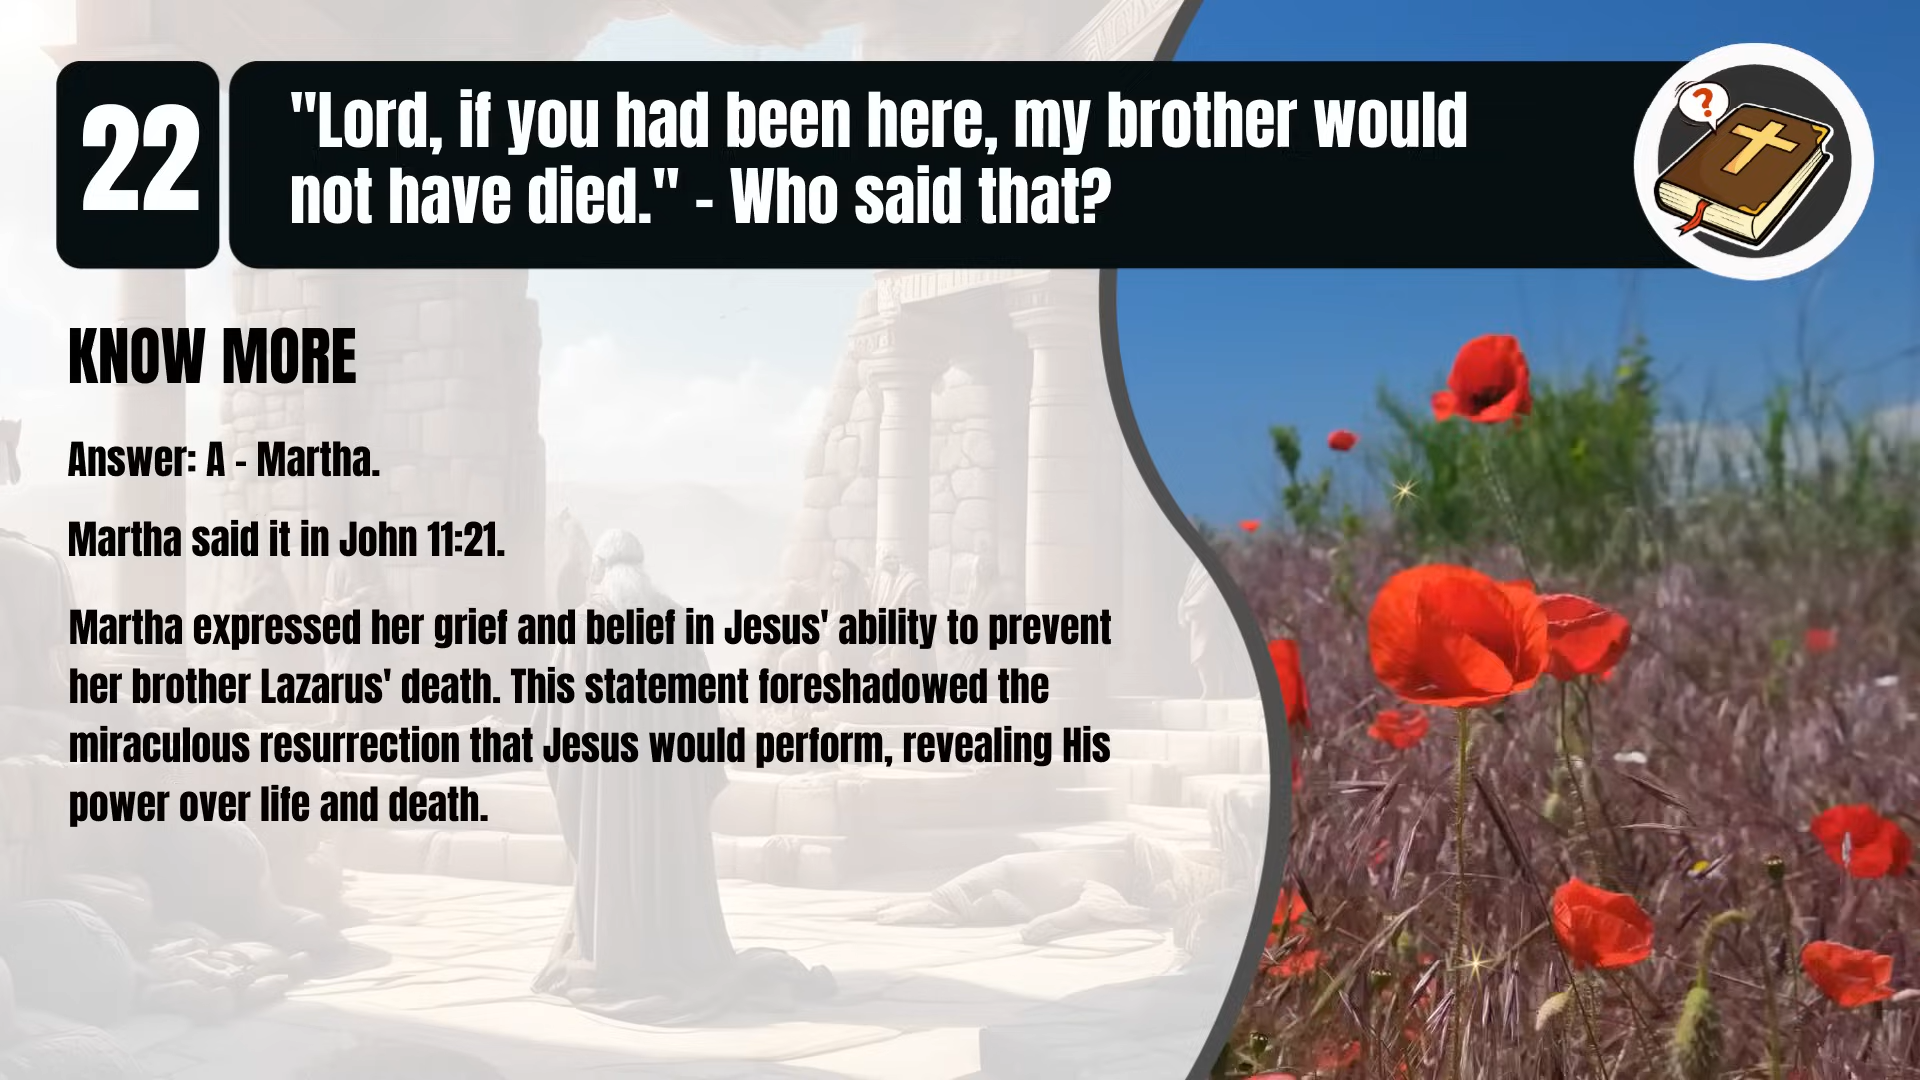 22
"Lord, if you had been here, my brother would
not have died." - Who said that?
?
KNOW MORE
Answer: A - Martha.
Martha said it in John 11:21.
Martha expressed her grief and belief in Jesus' ability to prevent
her brother Lazarus' death. This statement foreshadowed the
miraculous resurrection that Jesus would perform, revealing His
power over life and death.